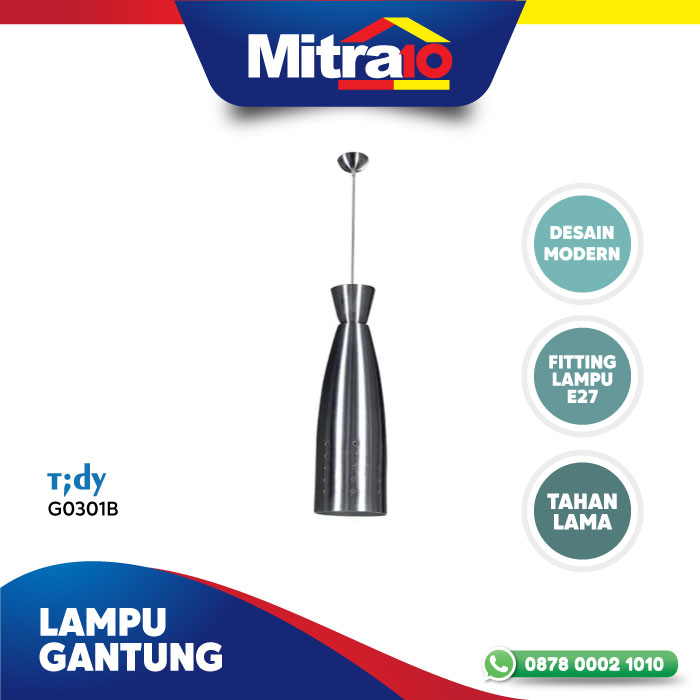 Mitra10
DESAIN
MODERN
FITTING
LAMPU
E27
TAHAN
LAMA
T;dy
G0301B
LAMPU
GANTUNG
0878 0002 1010